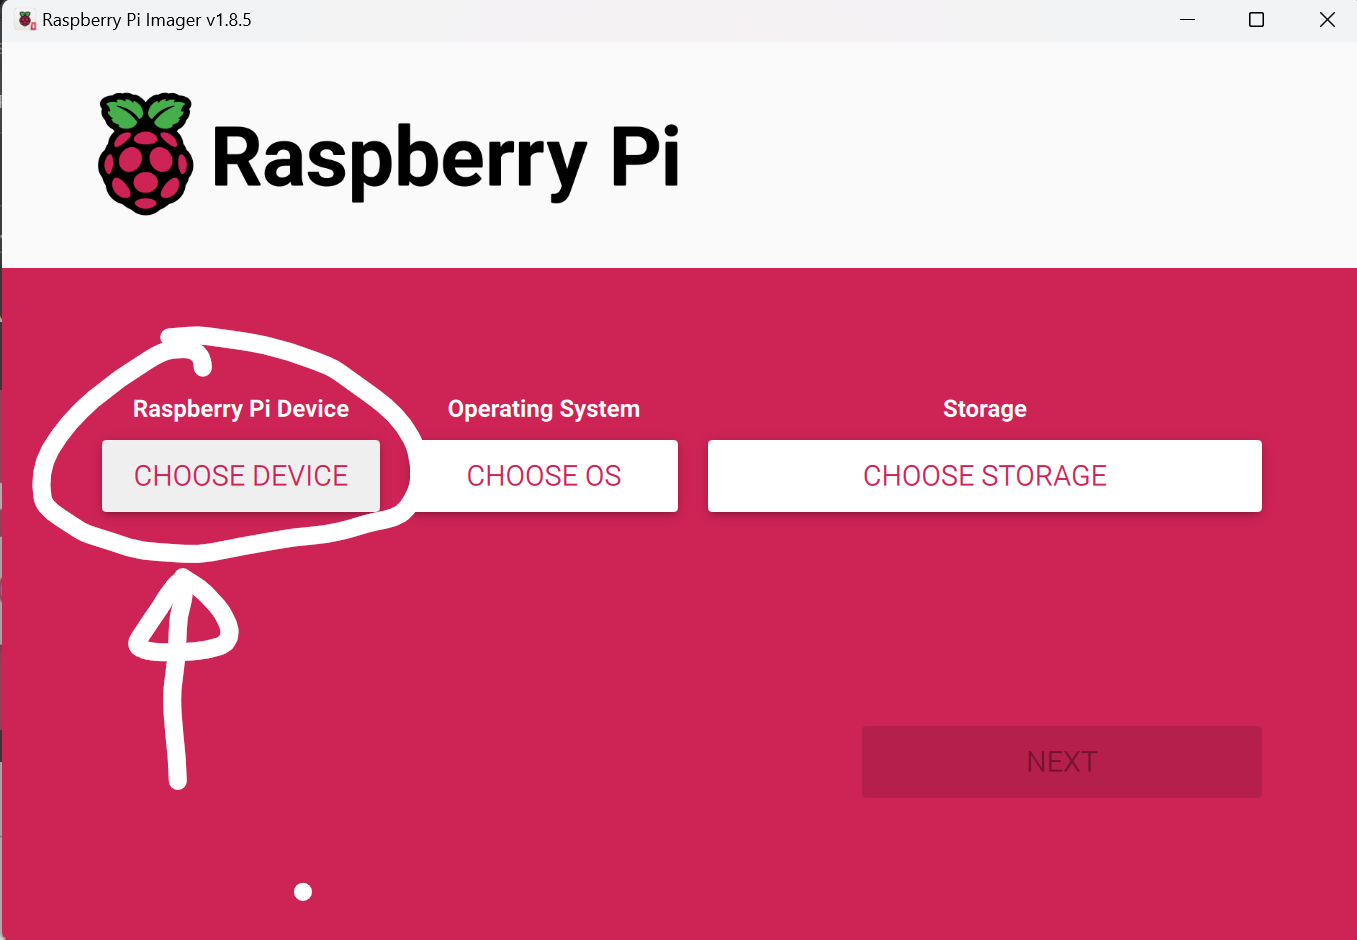 Raspberry Pi Imager v1.8.5
Raspberry Pi
Raspberry Pi Device Operating System Storage
CHOOSE DEVICE CHOOSE OS CHOOSE STORAGE
NEXT